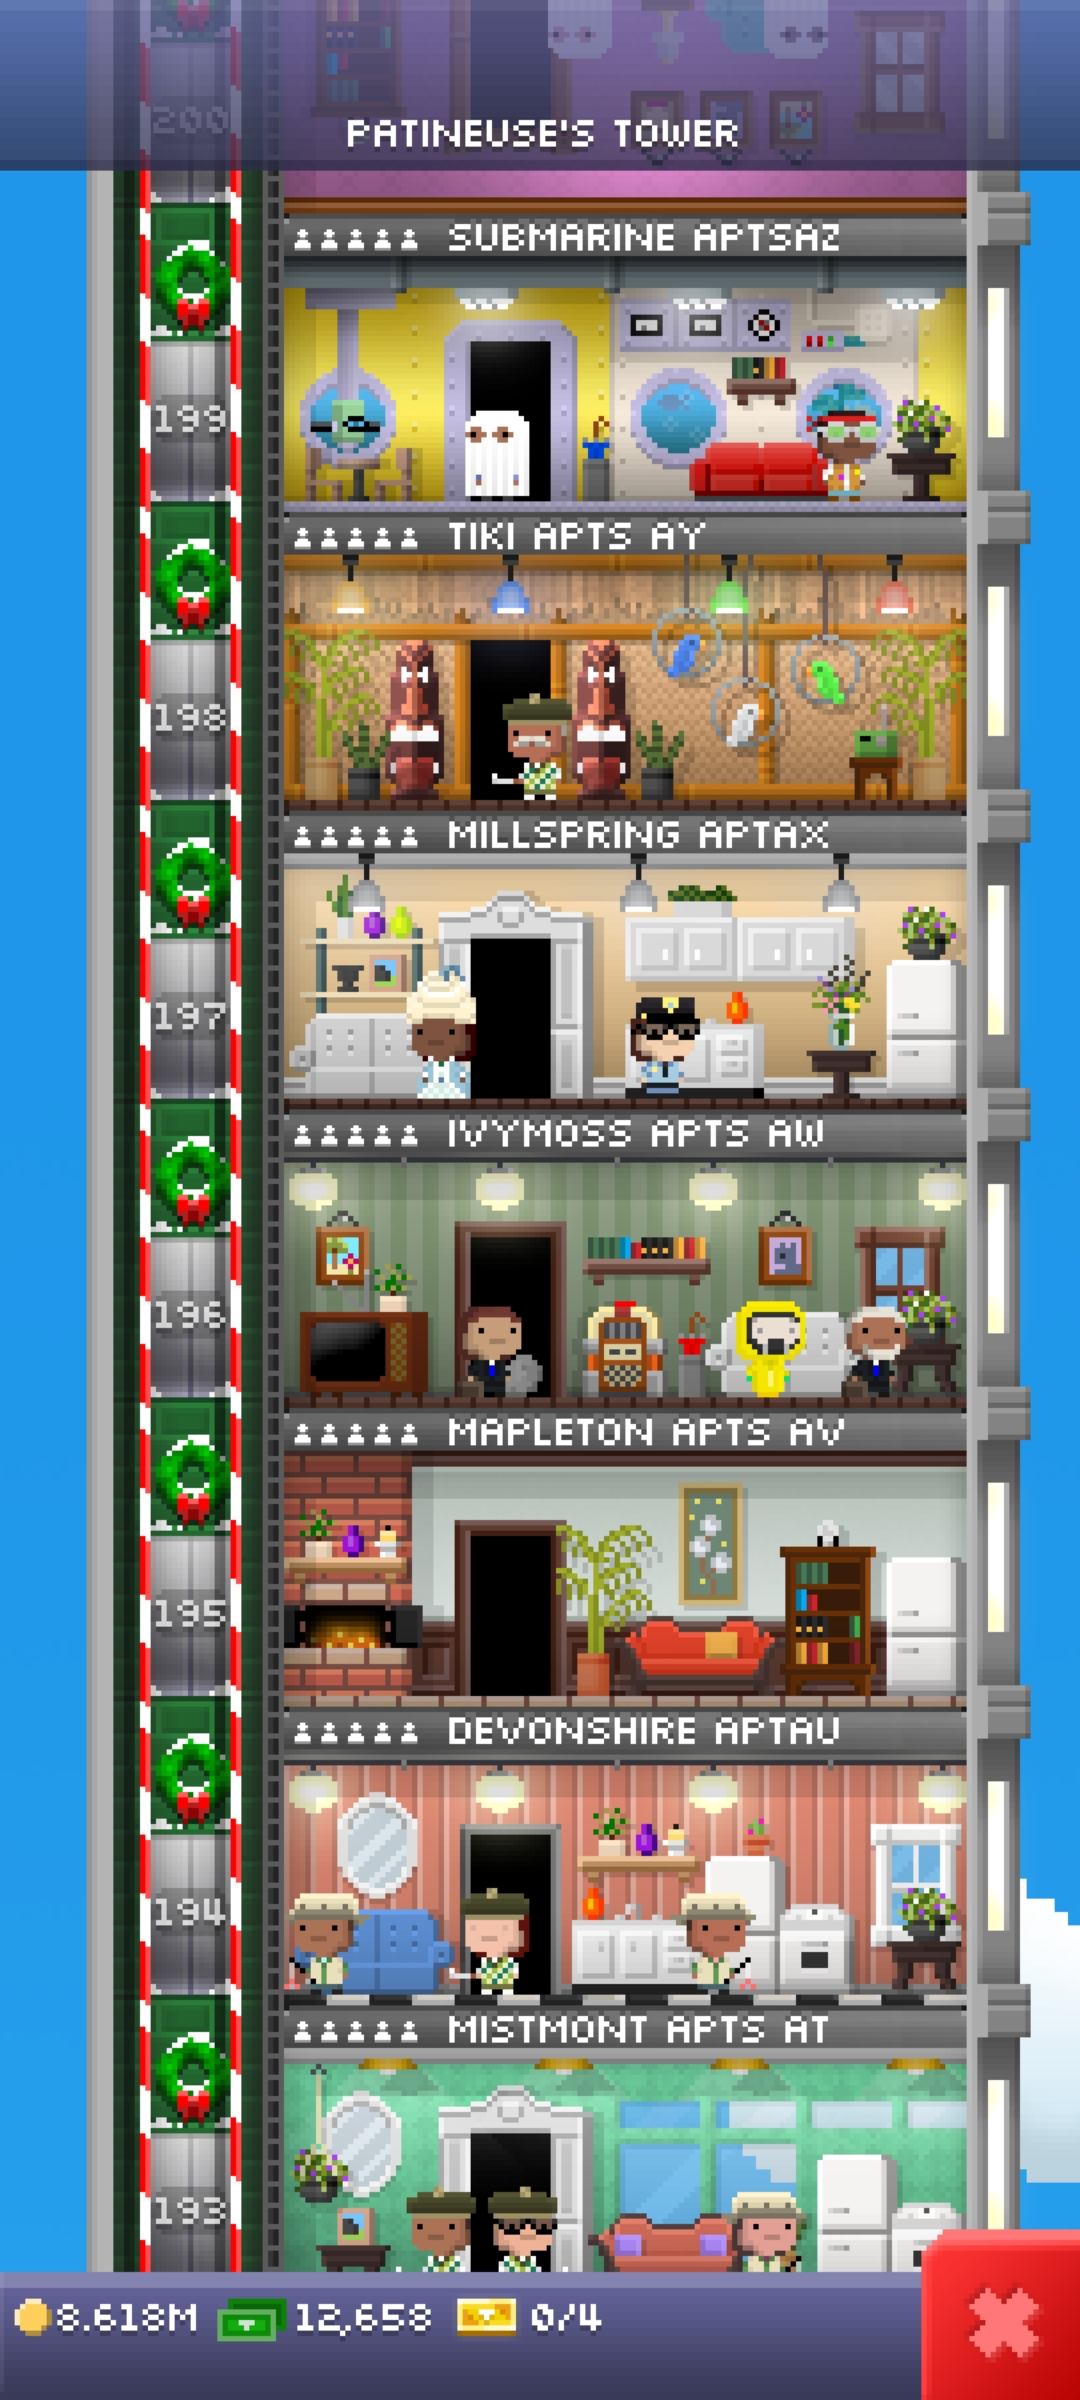 200
PATINEUSE'S TOWER
SUBMARINE APTSAZ
199
TIKI APTS AY
198
MILLSPRING APTAX
197
IVYMOSS APTS AW
196
MAPLETON APTS AV
195
DEVONSHIRE APTAU
194
MISTMONT APTS AT
193
8.618M 12,658 0/4